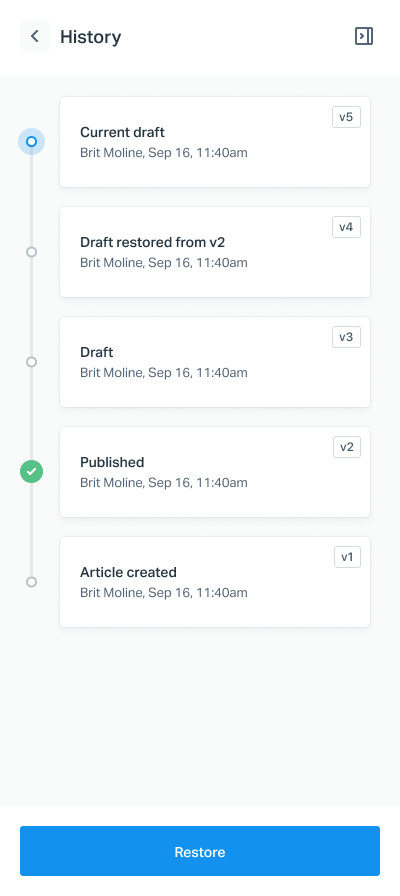 History
v5
Current draft
Brit Moline, Sep 16, 11:40am
v4
Draft restored from v2
Brit Moline, Sep 16, 11:40am
v3
Draft
Brit Moline, Sep 16, 11:40am
v2
Published
Brit Moline, Sep 16, 11:40am
v1
Article created
Brit Moline, Sep 16, 11:40am
Restore